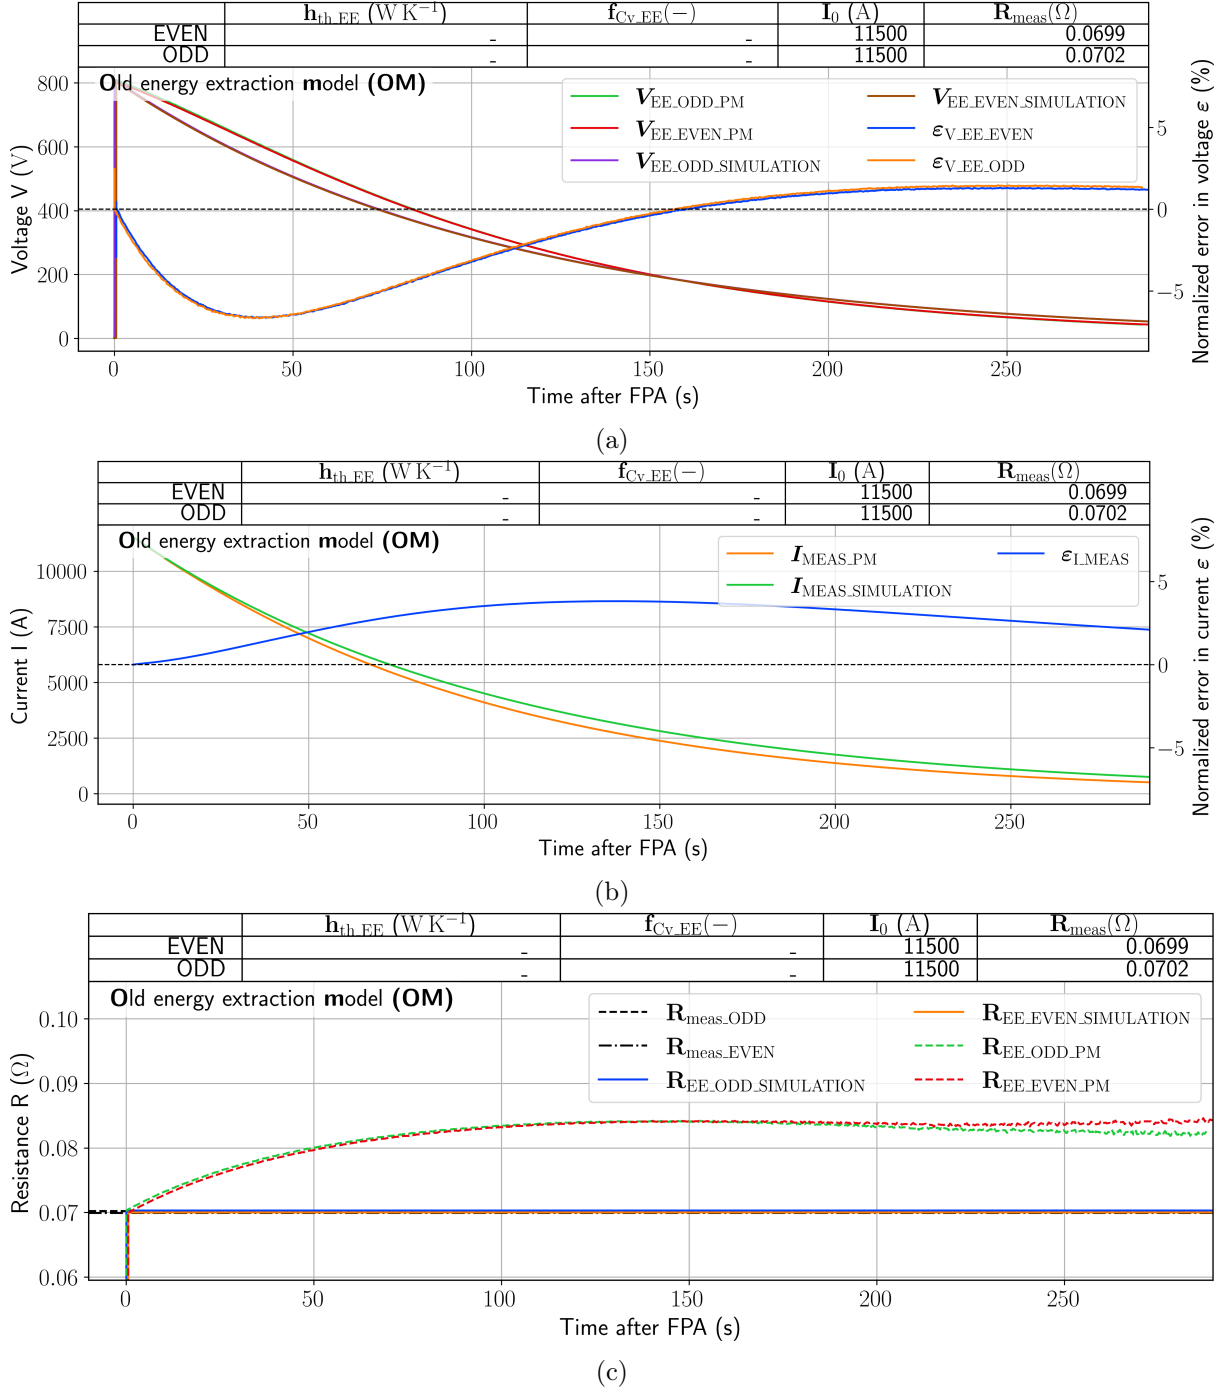 h_th_EE (W K⁻¹) f_Cv_EE(−) I₀ (A) R_meas(Ω)
EVEN - - 11500 0.0699
ODD - - 11500 0.0702
Old energy extraction model (OM)
V_EE_ODD_PM V_EE_EVEN_SIMULATION
V_EE_EVEN_PM ε_V_EE_EVEN
V_EE_ODD_SIMULATION ε_V_EE_ODD
Voltage V (V)
800
600
400
200
0
5
0
−5
Normalized error in voltage ε (%)
0 50 100 150 200 250
Time after FPA (s)
(a)
h_th_EE (W K⁻¹) f_Cv_EE(−) I₀ (A) R_meas(Ω)
EVEN - - 11500 0.0699
ODD - - 11500 0.0702
Old energy extraction model (OM)
I_MEAS_PM ε_I_MEAS
I_MEAS_SIMULATION
Current I (A)
10000
7500
5000
2500
0
5
0
−5
Normalized error in current ε (%)
0 50 100 150 200 250
Time after FPA (s)
(b)
h_th_EE (W K⁻¹) f_Cv_EE(−) I₀ (A) R_meas(Ω)
EVEN - - 11500 0.0699
ODD - - 11500 0.0702
Old energy extraction model (OM)
R_meas_ODD R_EE_EVEN_SIMULATION
R_meas_EVEN R_EE_ODD_PM
R_EE_ODD_SIMULATION R_EE_EVEN_PM
Resistance R (Ω)
0.10
0.09
0.08
0.07
0.06
0 50 100 150 200 250
Time after FPA (s)
(c)